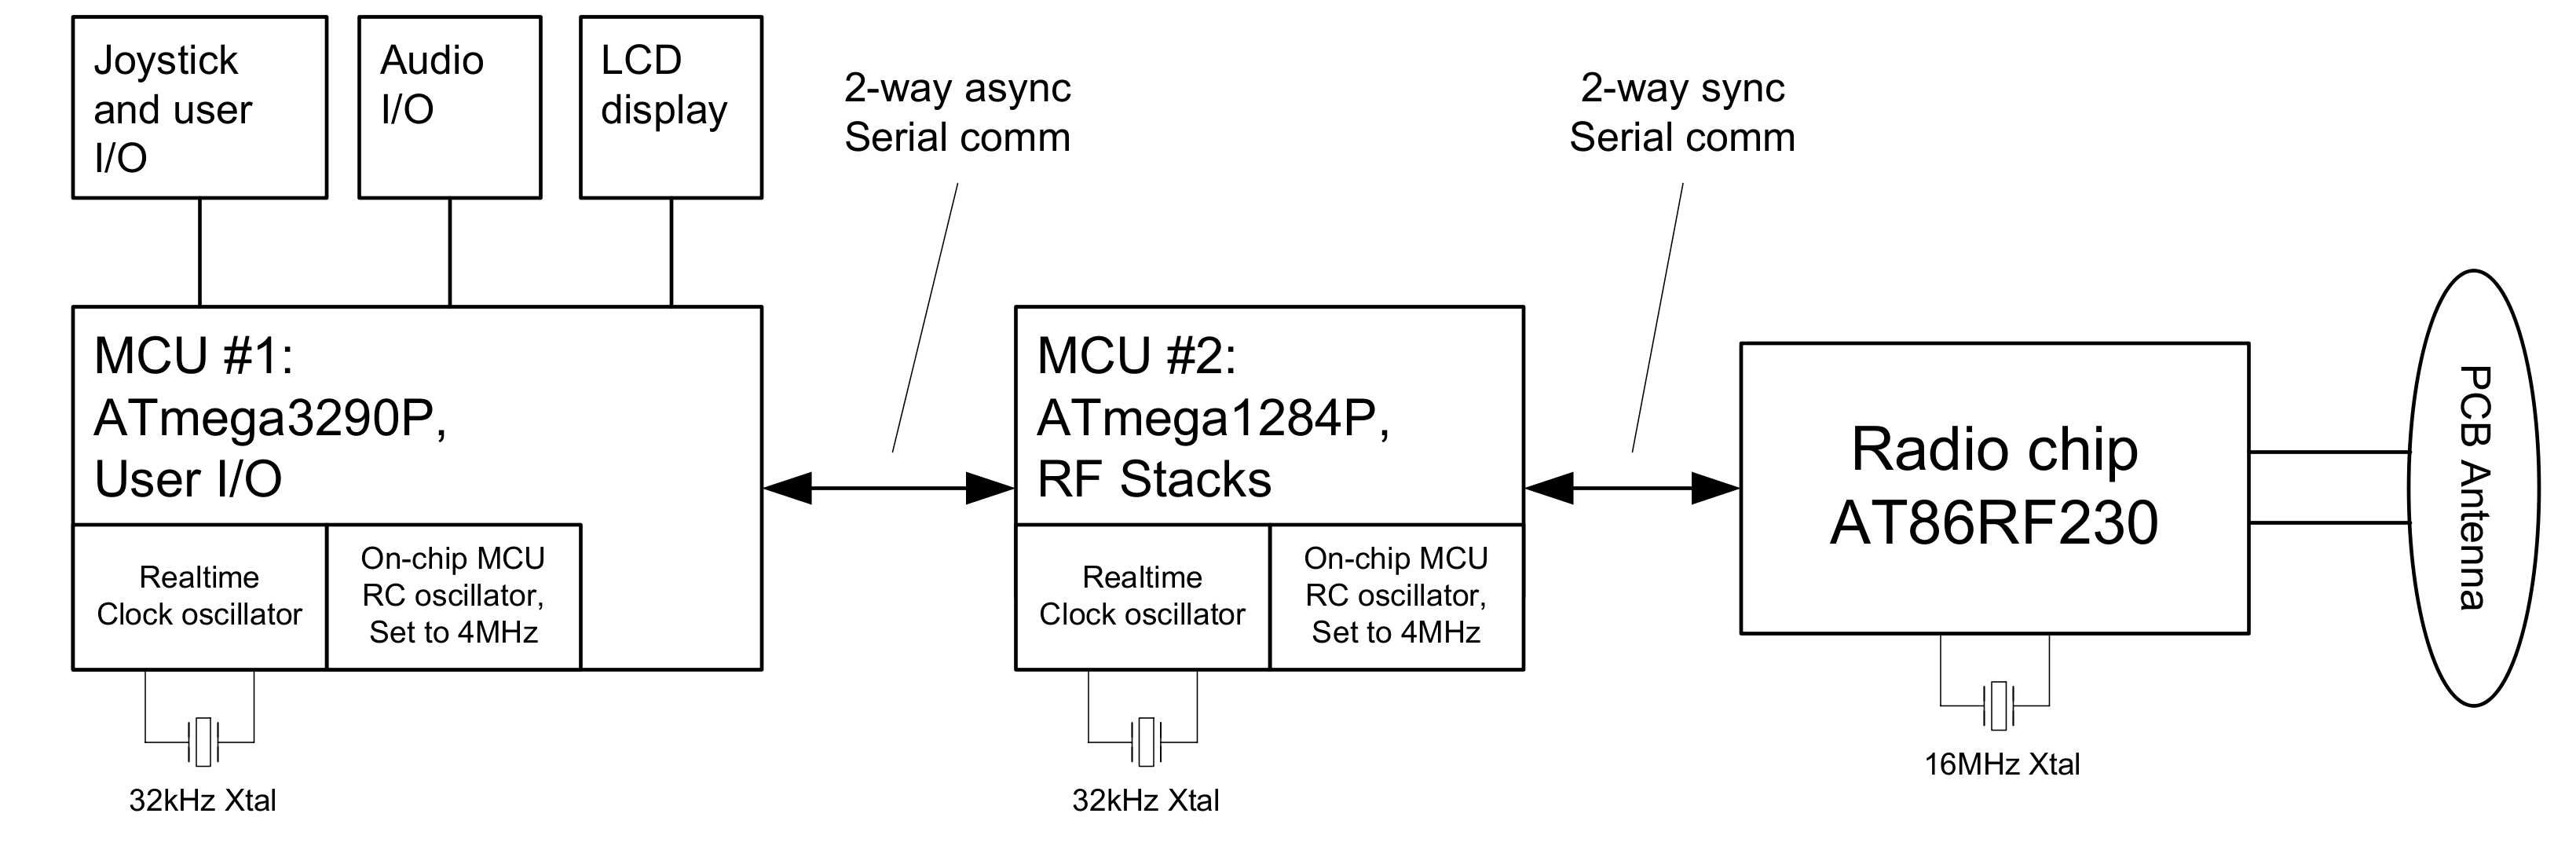 Joystick
and user
I/O
Audio
I/O
LCD
display
2-way async
Serial comm
2-way sync
Serial comm
MCU #1:
ATmega3290P,
User I/O
Realtime
Clock oscillator
On-chip MCU
RC oscillator,
Set to 4MHz
32kHz Xtal
MCU #2:
ATmega1284P,
RF Stacks
Realtime
Clock oscillator
On-chip MCU
RC oscillator,
Set to 4MHz
32kHz Xtal
Radio chip
AT86RF230
16MHz Xtal
PCB Antenna